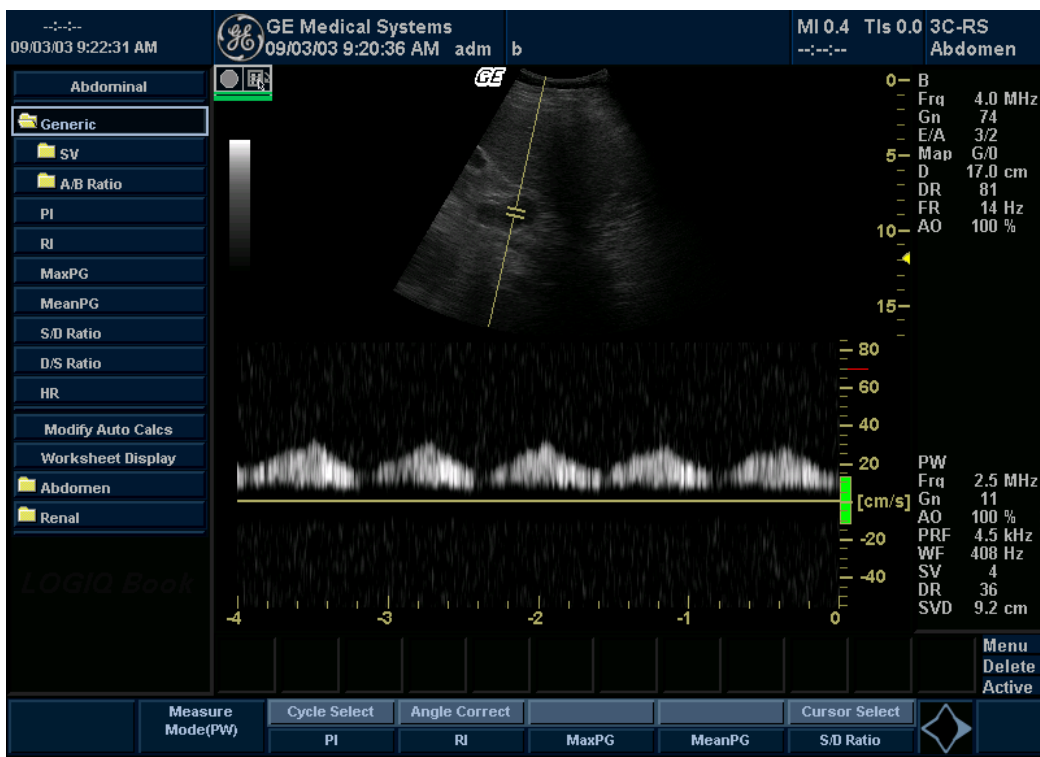 --:--:--
09/03/03 9:22:31 AM
GE Medical Systems
09/03/03 9:20:36 AM adm b
MI 0.4 TIs 0.0
--:--:--
3C-RS
Abdomen
Abdominal
Generic
SV
A/B Ratio
PI
RI
MaxPG
MeanPG
S/D Ratio
D/S Ratio
HR
Modify Auto Calcs
Worksheet Display
Abdomen
Renal
LOGIQ Book
GE
0
5
10
15
B
Frq 4.0 MHz
Gn 74
E/A 3/2
Map G/0
D 17.0 cm
DR 81
FR 14 Hz
AO 100 %
80
60
40
20
[cm/s]
-20
-40
-4 -3 -2 -1 0
PW
Frq 2.5 MHz
Gn 11
AO 100 %
PRF 4.5 kHz
WF 408 Hz
SV 4
DR 36
SVD 9.2 cm
Menu
Delete
Active
Measure
Mode(PW)
Cycle Select Angle Correct Cursor Select
PI RI MaxPG MeanPG S/D Ratio